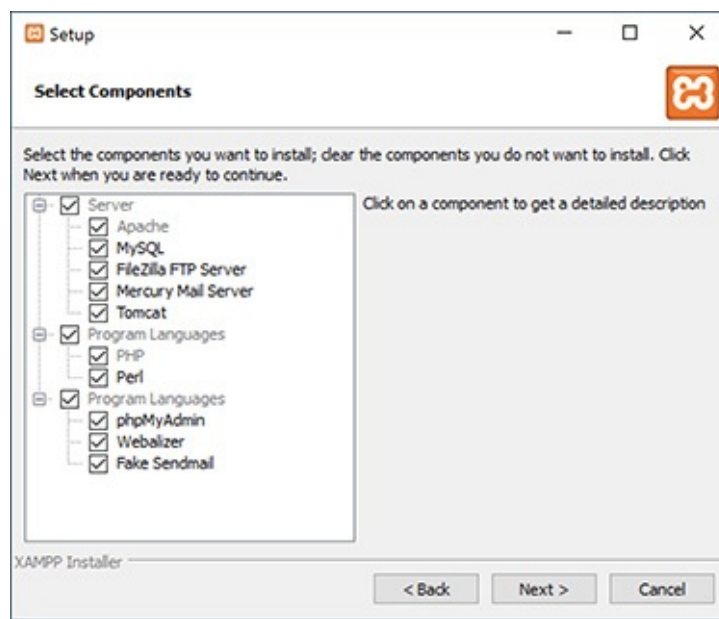 Setup
Select Components
Select the components you want to install; clear the components you do not want to install. Click
Next when you are ready to continue.
Server
Apache
MySQL
FileZilla FTP Server
Mercury Mail Server
Tomcat
Program Languages
PHP
Perl
Program Languages
phpMyAdmin
Webalizer
Fake Sendmail
Click on a component to get a detailed description
XAMPP Installer
< Back
Next >
Cancel